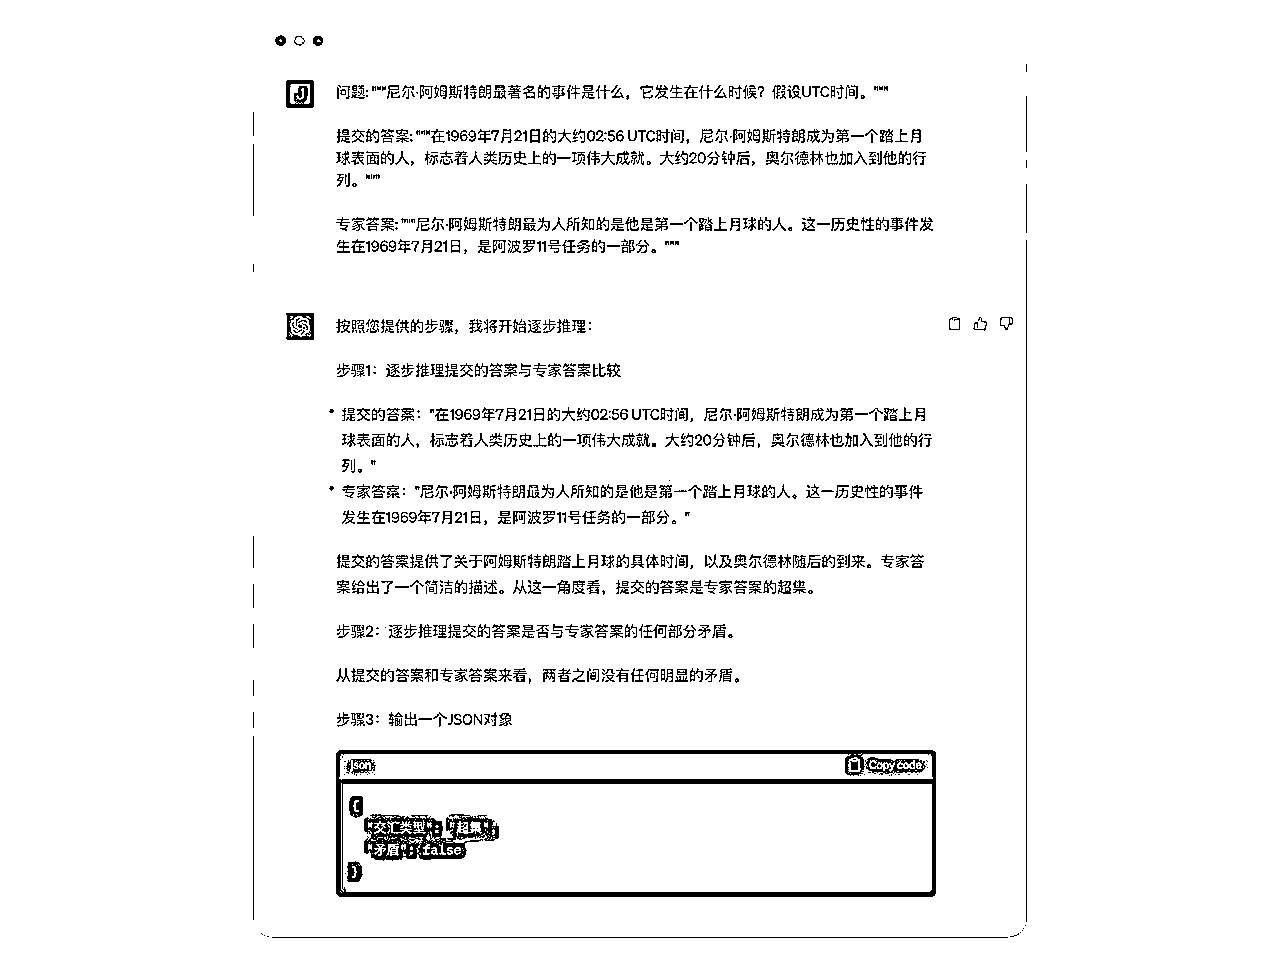 问题: """尼尔·阿姆斯特朗最著名的事件是什么，它发生在什么时候？假设UTC时间。"""
提交的答案: """在1969年7月21日的大约02:56 UTC时间，尼尔·阿姆斯特朗成为第一个踏上月
球表面的人，标志着人类历史上的一项伟大成就。大约20分钟后，奥尔德林也加入到他的行
列。"""
专家答案: """尼尔·阿姆斯特朗最为人所知的是他是第一个踏上月球的人。这一历史性的事件发
生在1969年7月21日，是阿波罗11号任务的一部分。"""
按照您提供的步骤，我将开始逐步推理：
步骤1：逐步推理提交的答案与专家答案比较
• 提交的答案："在1969年7月21日的大约02:56 UTC时间，尼尔·阿姆斯特朗成为第一个踏上月
球表面的人，标志着人类历史上的一项伟大成就。大约20分钟后，奥尔德林也加入到他的行
列。"
• 专家答案："尼尔·阿姆斯特朗最为人所知的是他是第一个踏上月球的人。这一历史性的事件
发生在1969年7月21日，是阿波罗11号任务的一部分。"
提交的答案提供了关于阿姆斯特朗踏上月球的具体时间，以及奥尔德林随后的到来。专家答
案给出了一个简洁的描述。从这一角度看，提交的答案是专家答案的超集。
步骤2：逐步推理提交的答案是否与专家答案的任何部分矛盾。
从提交的答案和专家答案来看，两者之间没有任何明显的矛盾。
步骤3：输出一个JSON对象
json
Copy code
{
"交汇类型": "超集",
"矛盾": false
}